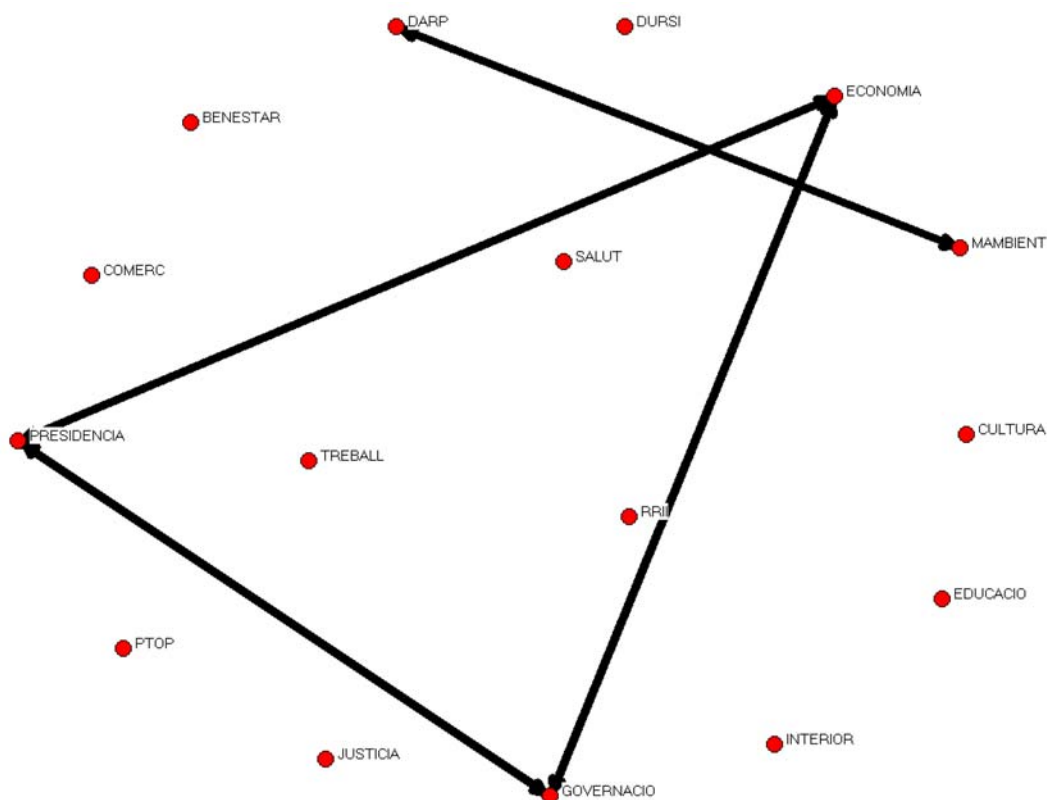 DARP
DURSI
ECONOMIA
BENESTAR
MAMBIENT
SALUT
COMERC
CULTURA
PRESIDENCIA
TREBALL
RRII
EDUCACIO
PTOP
INTERIOR
JUSTICIA
GOVERNACIO